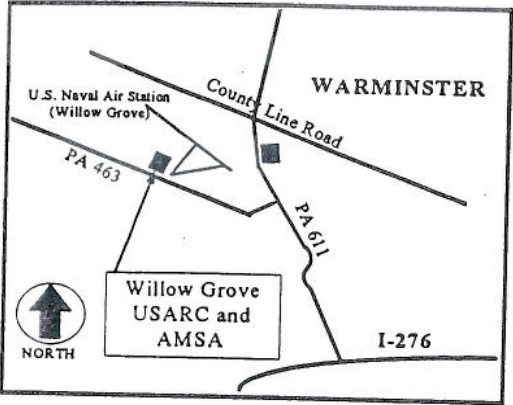 WARMINSTER
U.S. Naval Air Station
(Willow Grove)
County Line Road
PA 463
PA 611
Willow Grove
USARC and
AMSA
I-276
NORTH